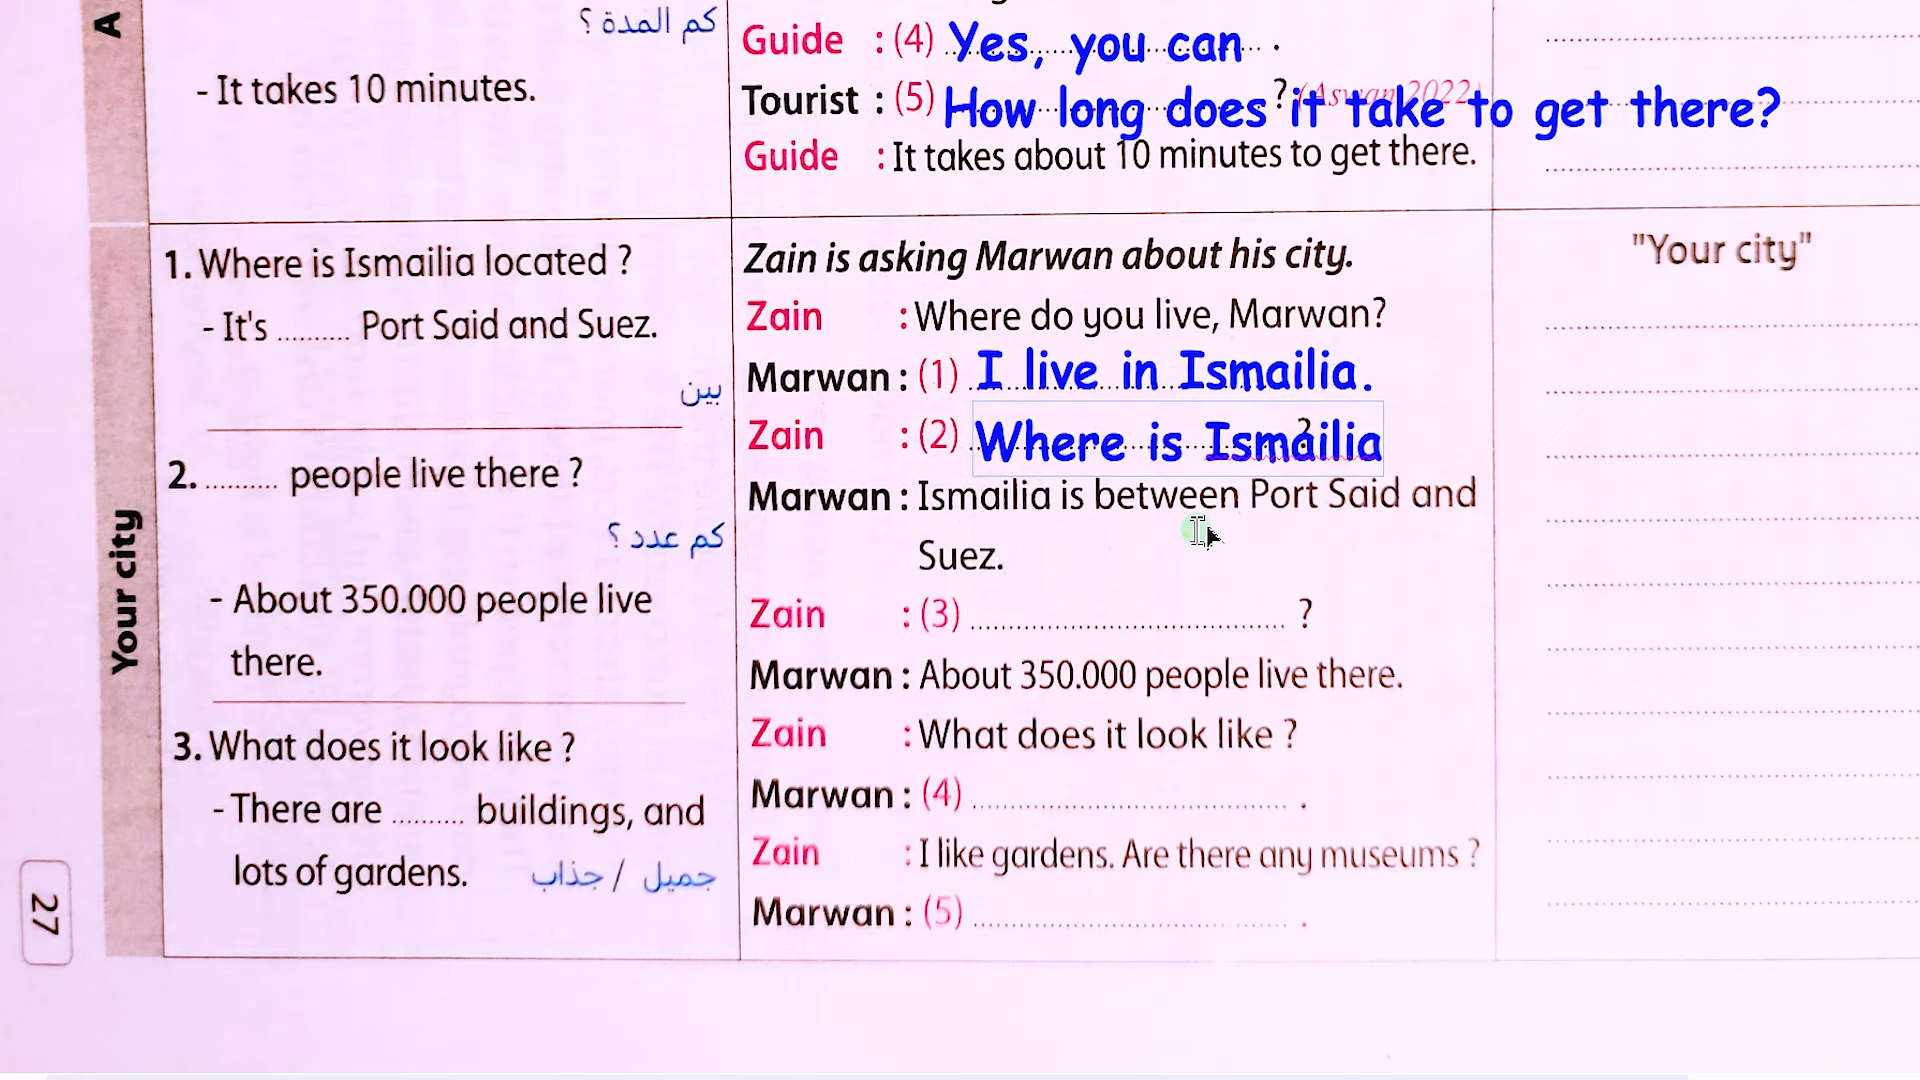 A
كم المدة ؟
- It takes 10 minutes.
Guide : (4) Yes, you can .
Tourist : (5) How long does it take to get there? ? (Aswan 2022)
Guide : It takes about 10 minutes to get there.
Your city
1. Where is Ismailia located ?
- It's .......... Port Said and Suez.
بين
2. .......... people live there ?
كم عدد ؟
- About 350.000 people live
there.
3. What does it look like ?
- There are .......... buildings, and
lots of gardens. جميل / جذاب
Zain is asking Marwan about his city.
Zain : Where do you live, Marwan?
Marwan : (1) I live in Ismailia.
Zain : (2) Where is Ismailia ?
Marwan : Ismailia is between Port Said and
Suez.
Zain : (3) .......................................... ?
Marwan : About 350.000 people live there.
Zain : What does it look like ?
Marwan : (4) .......................................... .
Zain : I like gardens. Are there any museums ?
Marwan : (5) .......................................... .
"Your city"
27